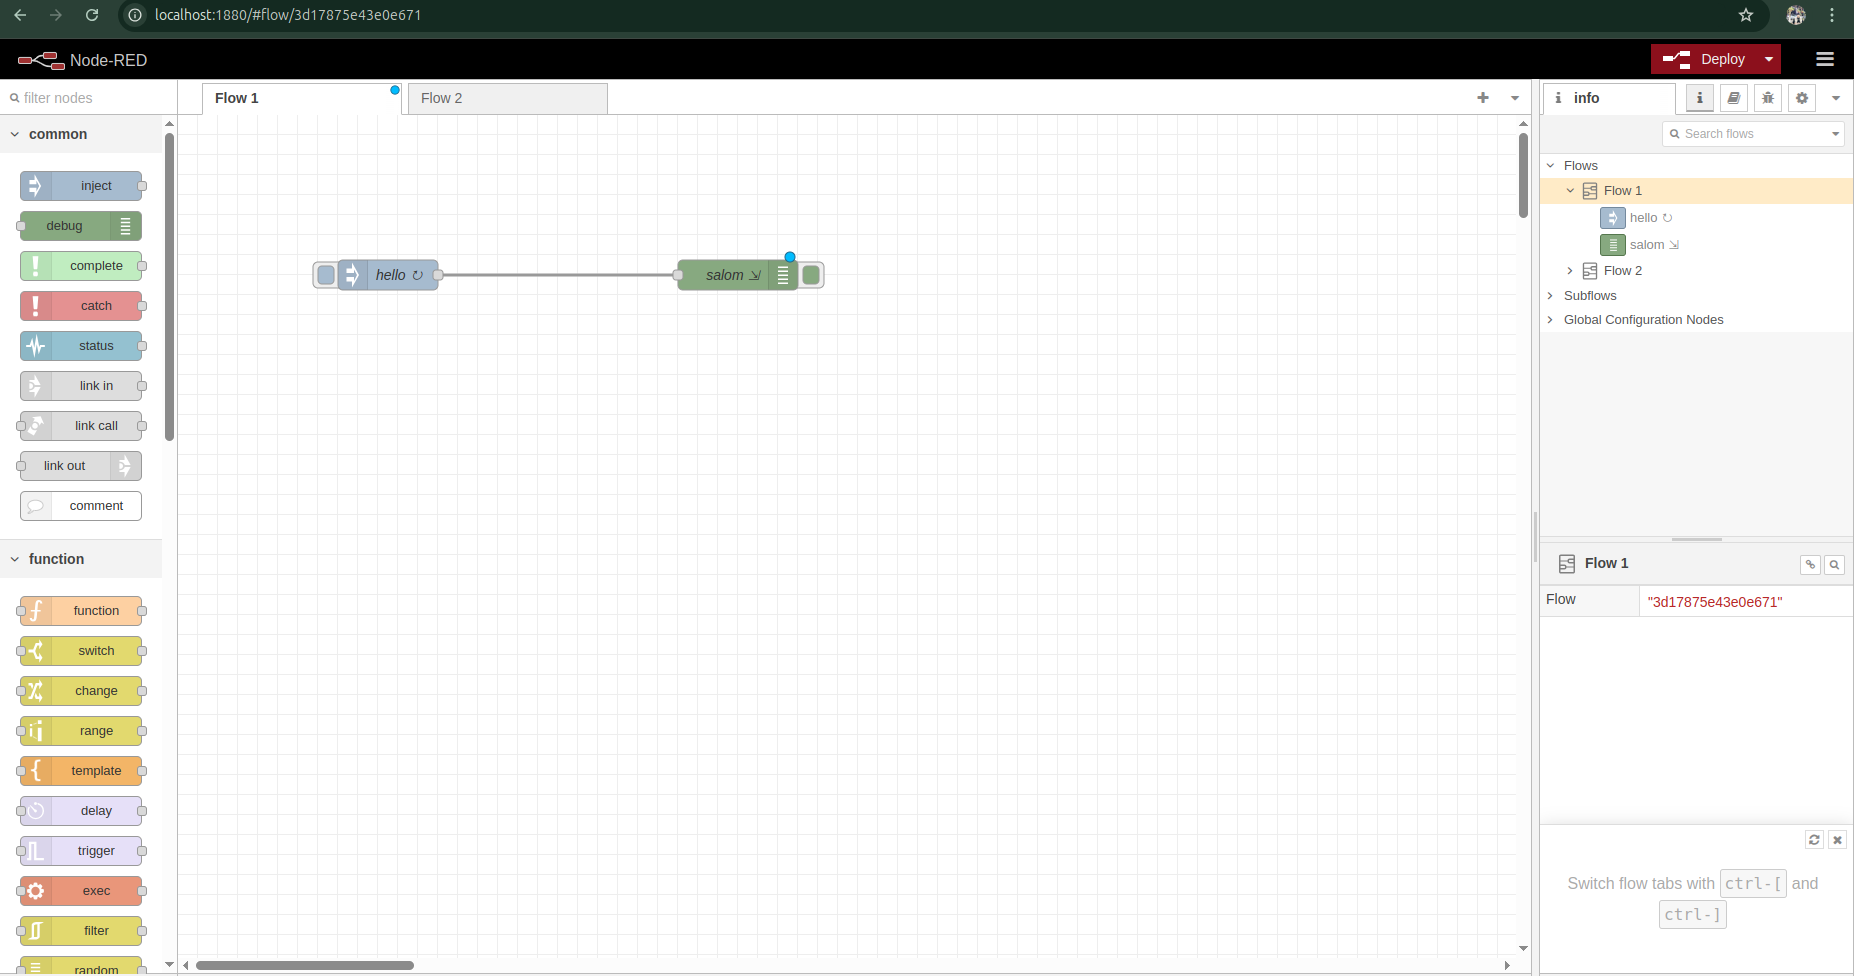 localhost:1880/#flow/3d17875e43e0e671
Node-RED
Deploy
filter nodes
Flow 1
Flow 2
info
common
inject
debug
complete
catch
status
link in
link call
link out
comment
function
function
switch
change
range
template
delay
trigger
exec
filter
random
hello
salom
Search flows
Flows
Flow 1
hello
salom
Flow 2
Subflows
Global Configuration Nodes
Flow 1
Flow "3d17875e43e0e671"
Switch flow tabs with ctrl-[ and
ctrl-]